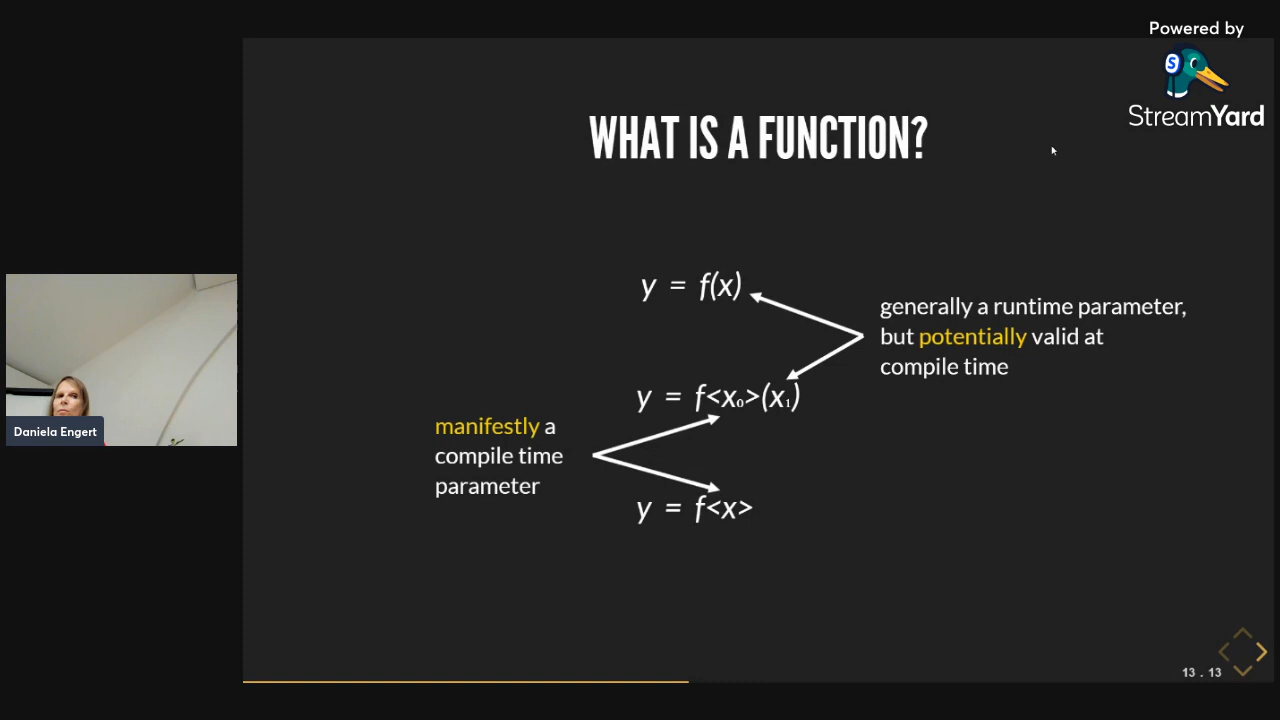 Powered by
StreamYard
WHAT IS A FUNCTION?
y = f(x)
generally a runtime parameter,
but potentially valid at
compile time
y = f<x₀>(x₁)
manifestly a
compile time
parameter
y = f<x>
Daniela Engert
13 . 13